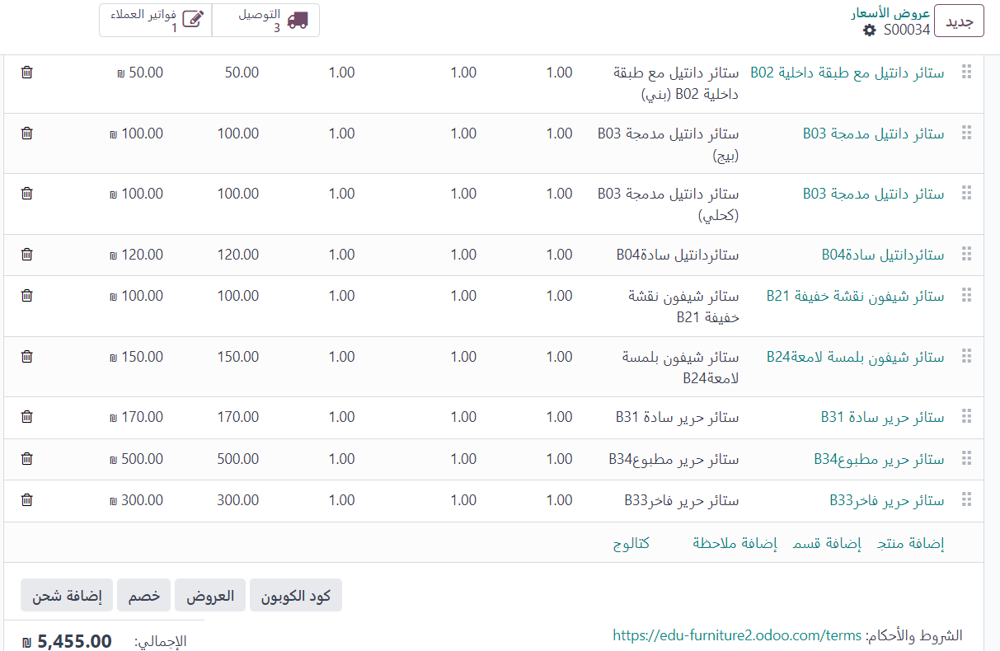 جديد
عروض الأسعار
S00034
التوصيل
3
فواتير العملاء
1
ستائر دانتيل مع طبقة داخلية B02 ستائر دانتيل مع طبقة 1.00 1.00 1.00 50.00 50.00 ₪
داخلية B02 (بني)
ستائر دانتيل مدمجة B03 ستائر دانتيل مدمجة B03 1.00 1.00 1.00 100.00 100.00 ₪
(بيج)
ستائر دانتيل مدمجة B03 ستائر دانتيل مدمجة B03 1.00 1.00 1.00 100.00 100.00 ₪
(كحلي)
ستائردانتيل سادةB04 ستائردانتيل سادةB04 1.00 1.00 1.00 120.00 120.00 ₪
ستائر شيفون نقشة خفيفة B21 ستائر شيفون نقشة 1.00 1.00 1.00 100.00 100.00 ₪
خفيفة B21
ستائر شيفون بلمسة لامعةB24 ستائر شيفون بلمسة 1.00 1.00 1.00 150.00 150.00 ₪
لامعةB24
ستائر حرير سادة B31 ستائر حرير سادة B31 1.00 1.00 1.00 170.00 170.00 ₪
ستائر حرير مطبوعB34 ستائر حرير مطبوعB34 1.00 1.00 1.00 500.00 500.00 ₪
ستائر حرير فاخرB33 ستائر حرير فاخرB33 1.00 1.00 1.00 300.00 300.00 ₪
إضافة منتج إضافة قسم إضافة ملاحظة كتالوج
كود الكوبون العروض خصم إضافة شحن
الشروط والأحكام: https://edu-furniture2.odoo.com/terms
الإجمالي: 5,455.00 ₪